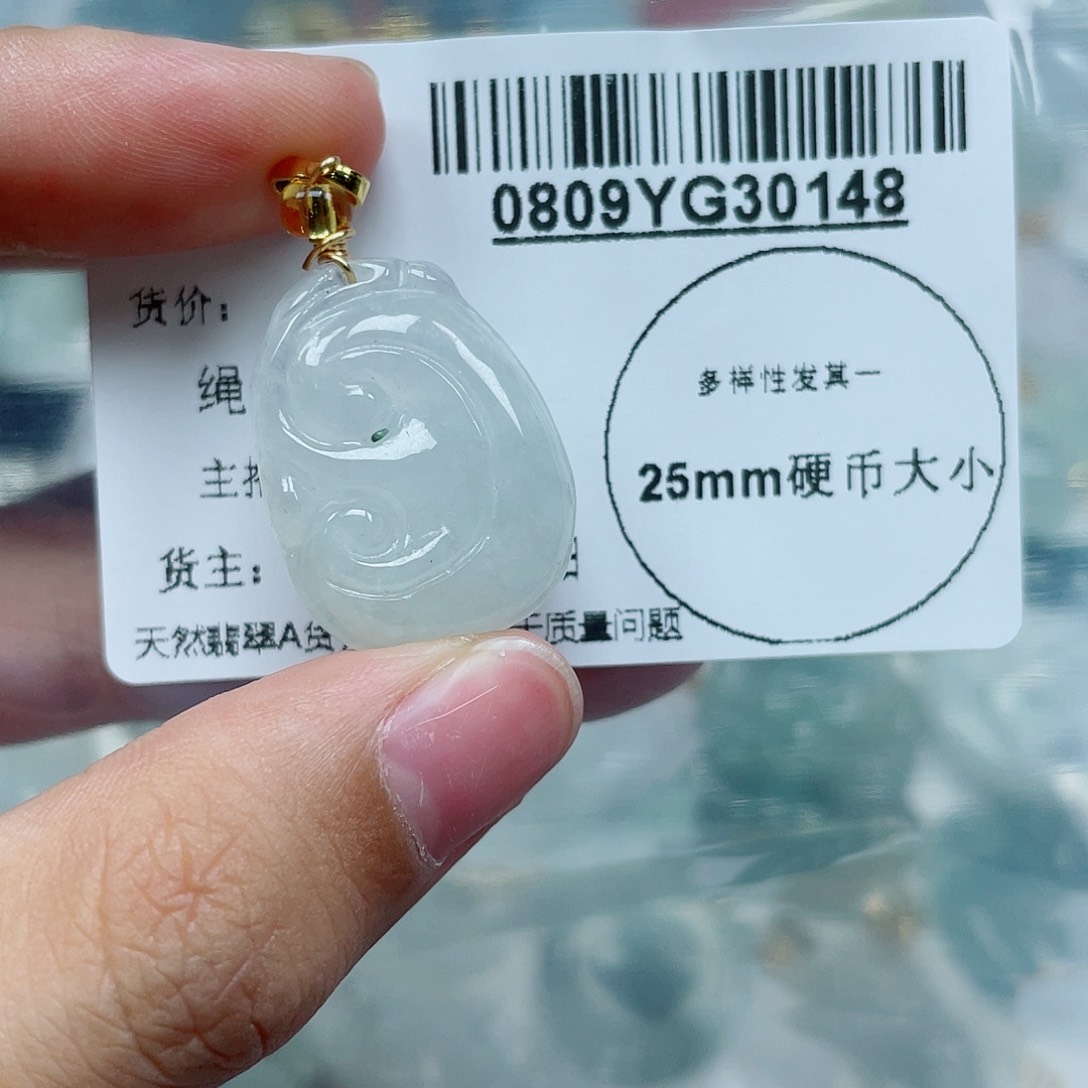 0809YG30148
货价：
绳
多样性发其一
主推
25mm硬币大小
货主：
天然翡翠A货
质量问题